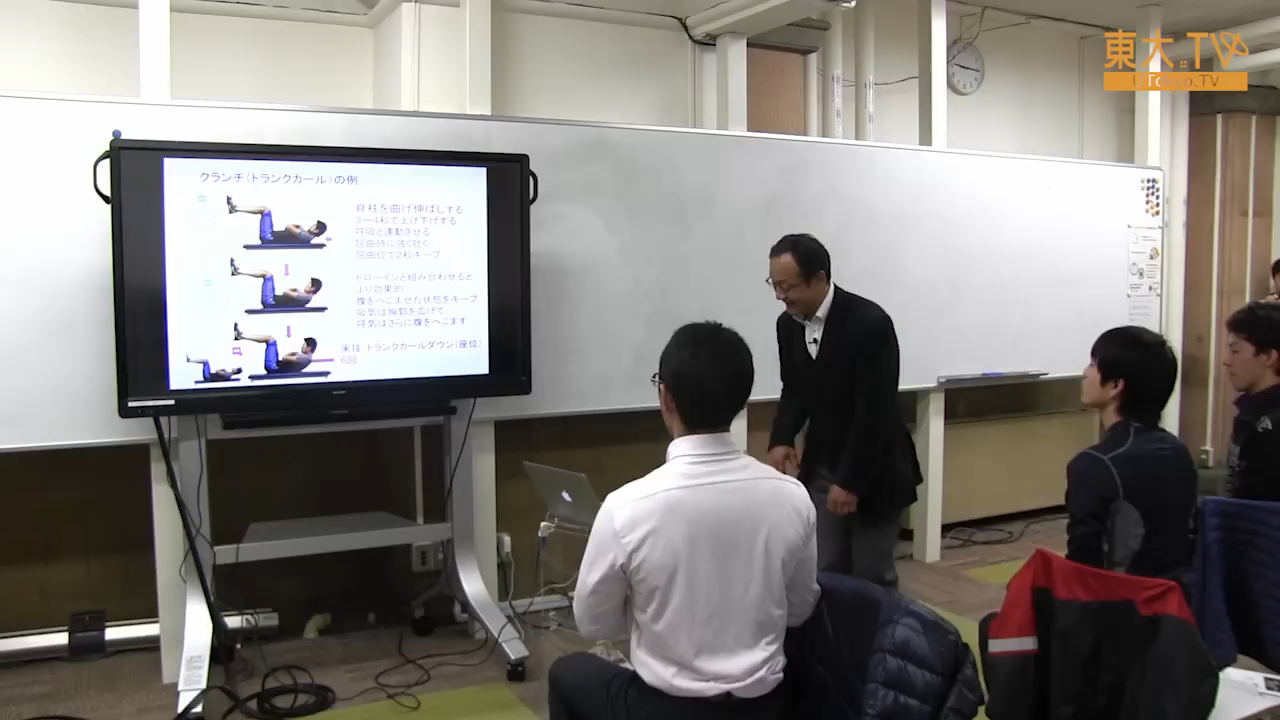 東大TV
UTokyo.TV
クランチ（トランクカール）の例
脊柱を曲げ伸ばしする
3〜4秒で上げ下げする
呼吸と連動させる
屈曲時に強く吐く
屈曲位で2秒キープ
ドローインと組み合わせると
より効果的
腹をへこませた状態をキープ
吸気は胸郭を広げて
呼気はさらに腹をへこます
実技：トランクカールダウン（座位）
6回